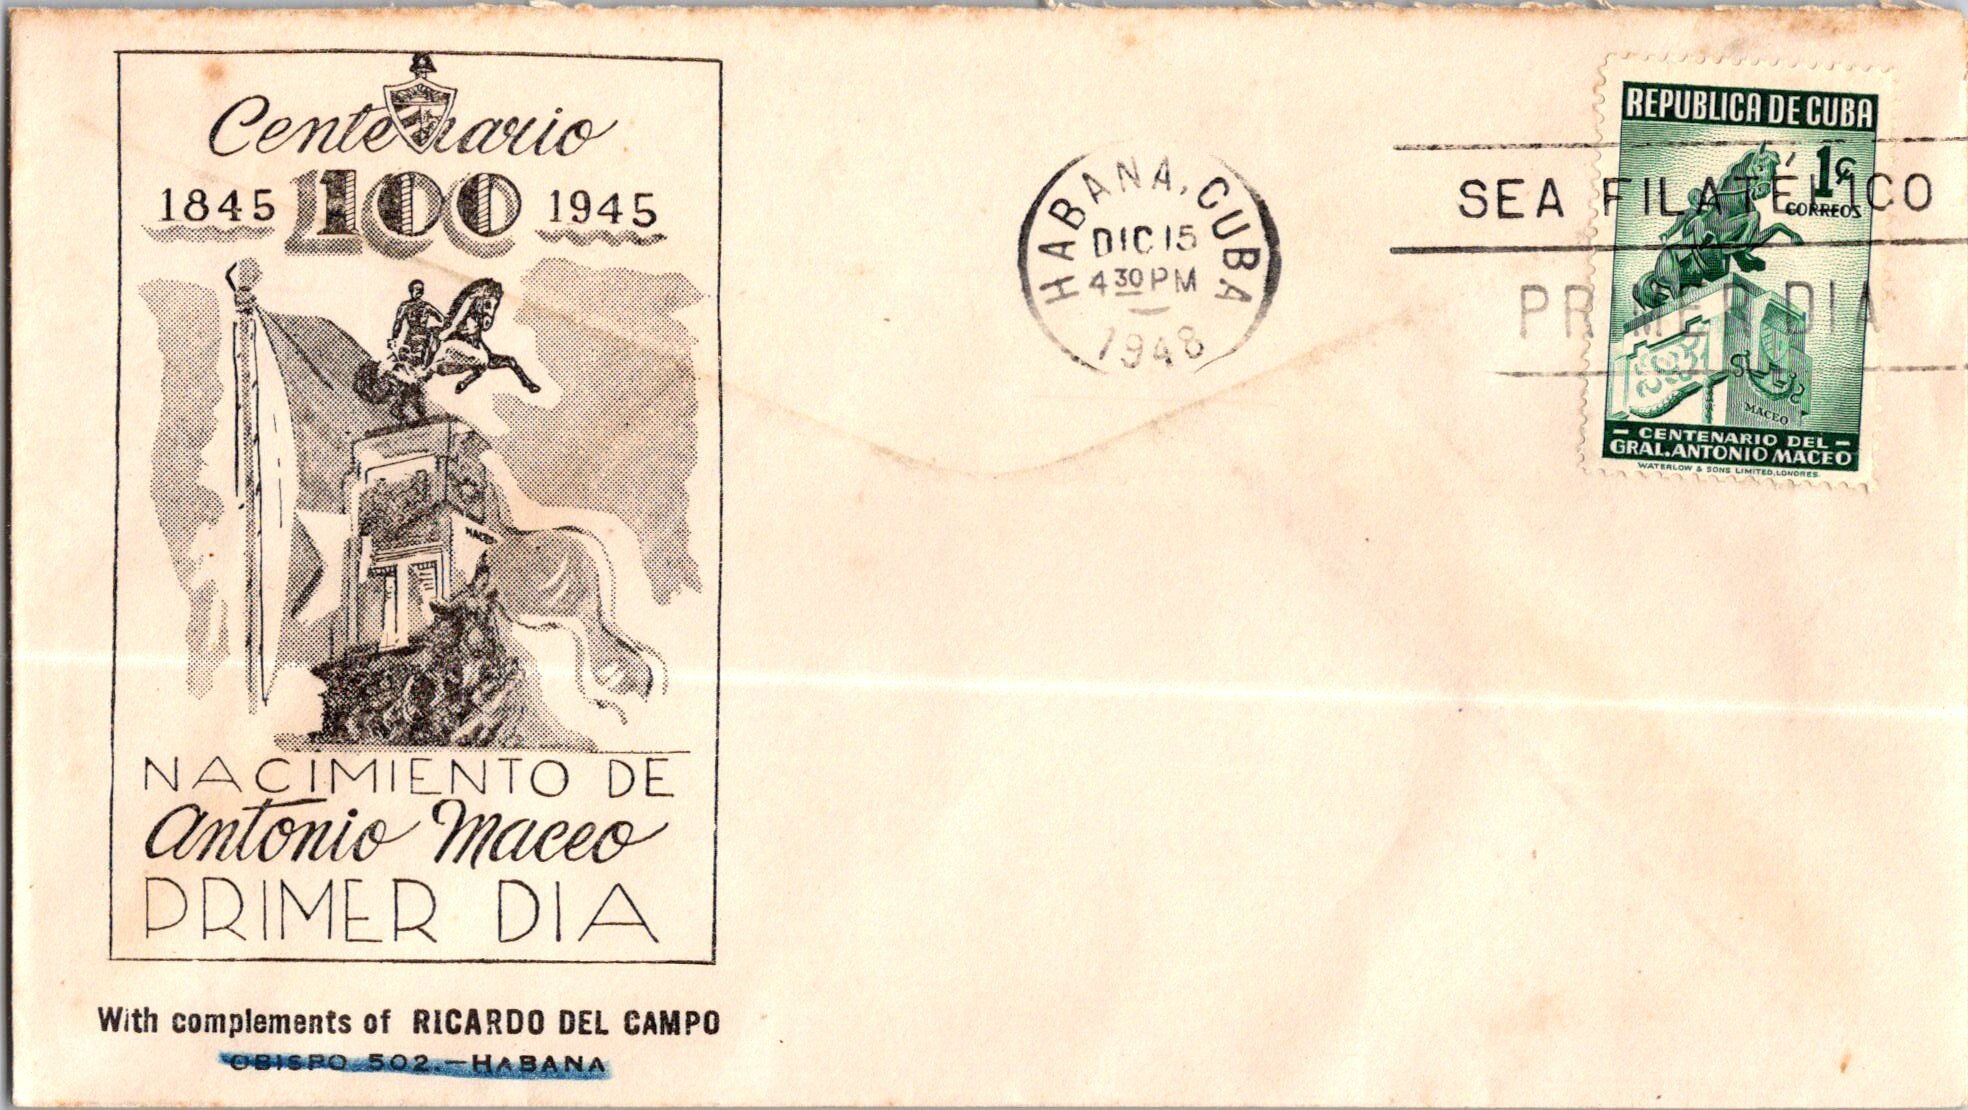 Centenario
1845 100 1945
MACEO
NACIMIENTO DE
Antonio Maceo
PRIMER DIA
With complements of RICARDO DEL CAMPO
OBISPO 502.—HABANA
HABANA, CUBA
DIC 15
4 30 PM
1948
SEA FILATÉLICO
PRIMER DIA
REPUBLICA DE CUBA
1¢
CORREOS
MACEO
CENTENARIO DEL
GRAL. ANTONIO MACEO
WATERLOW & SONS LIMITED, LONDRES.